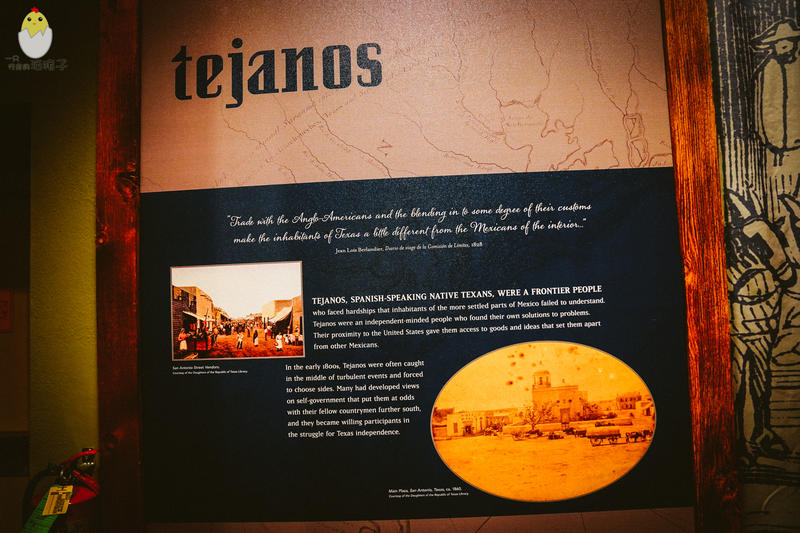 tejanos
"Trade with the Anglo-Americans and the blending in to some degree of their customs
make the inhabitants of Texas a little different from the Mexicans of the interior..."
Jean Louis Berlandier, Diario de viage de la Comisión de Límites, 1828
TEJANOS, SPANISH-SPEAKING NATIVE TEXANS, WERE A FRONTIER PEOPLE
who faced hardships that inhabitants of the more settled parts of Mexico failed to understand.
Tejanos were an independent-minded people who found their own solutions to problems.
Their proximity to the United States gave them access to goods and ideas that set them apart
from other Mexicans.
San Antonio Street Vendors.
Courtesy of the Daughters of the Republic of Texas Library.
In the early 1800s, Tejanos were often caught
in the middle of turbulent events and forced
to choose sides. Many had developed views
on self-government that put them at odds
with their fellow countrymen further south,
and they became willing participants in
the struggle for Texas independence.
Main Plaza, San Antonio, Texas, ca. 1860.
Courtesy of the Daughters of the Republic of Texas Library.